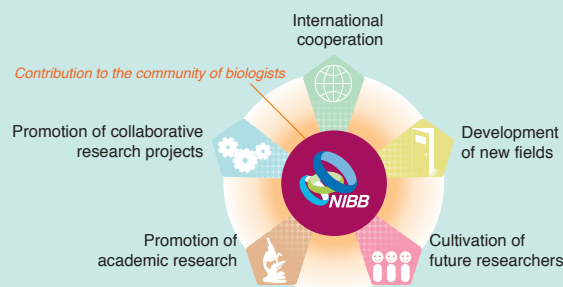 International
cooperation
Contribution to the community of biologists
Promotion of collaborative
research projects
Development
of new fields
NIBB
Promotion of
academic research
Cultivation of
future researchers